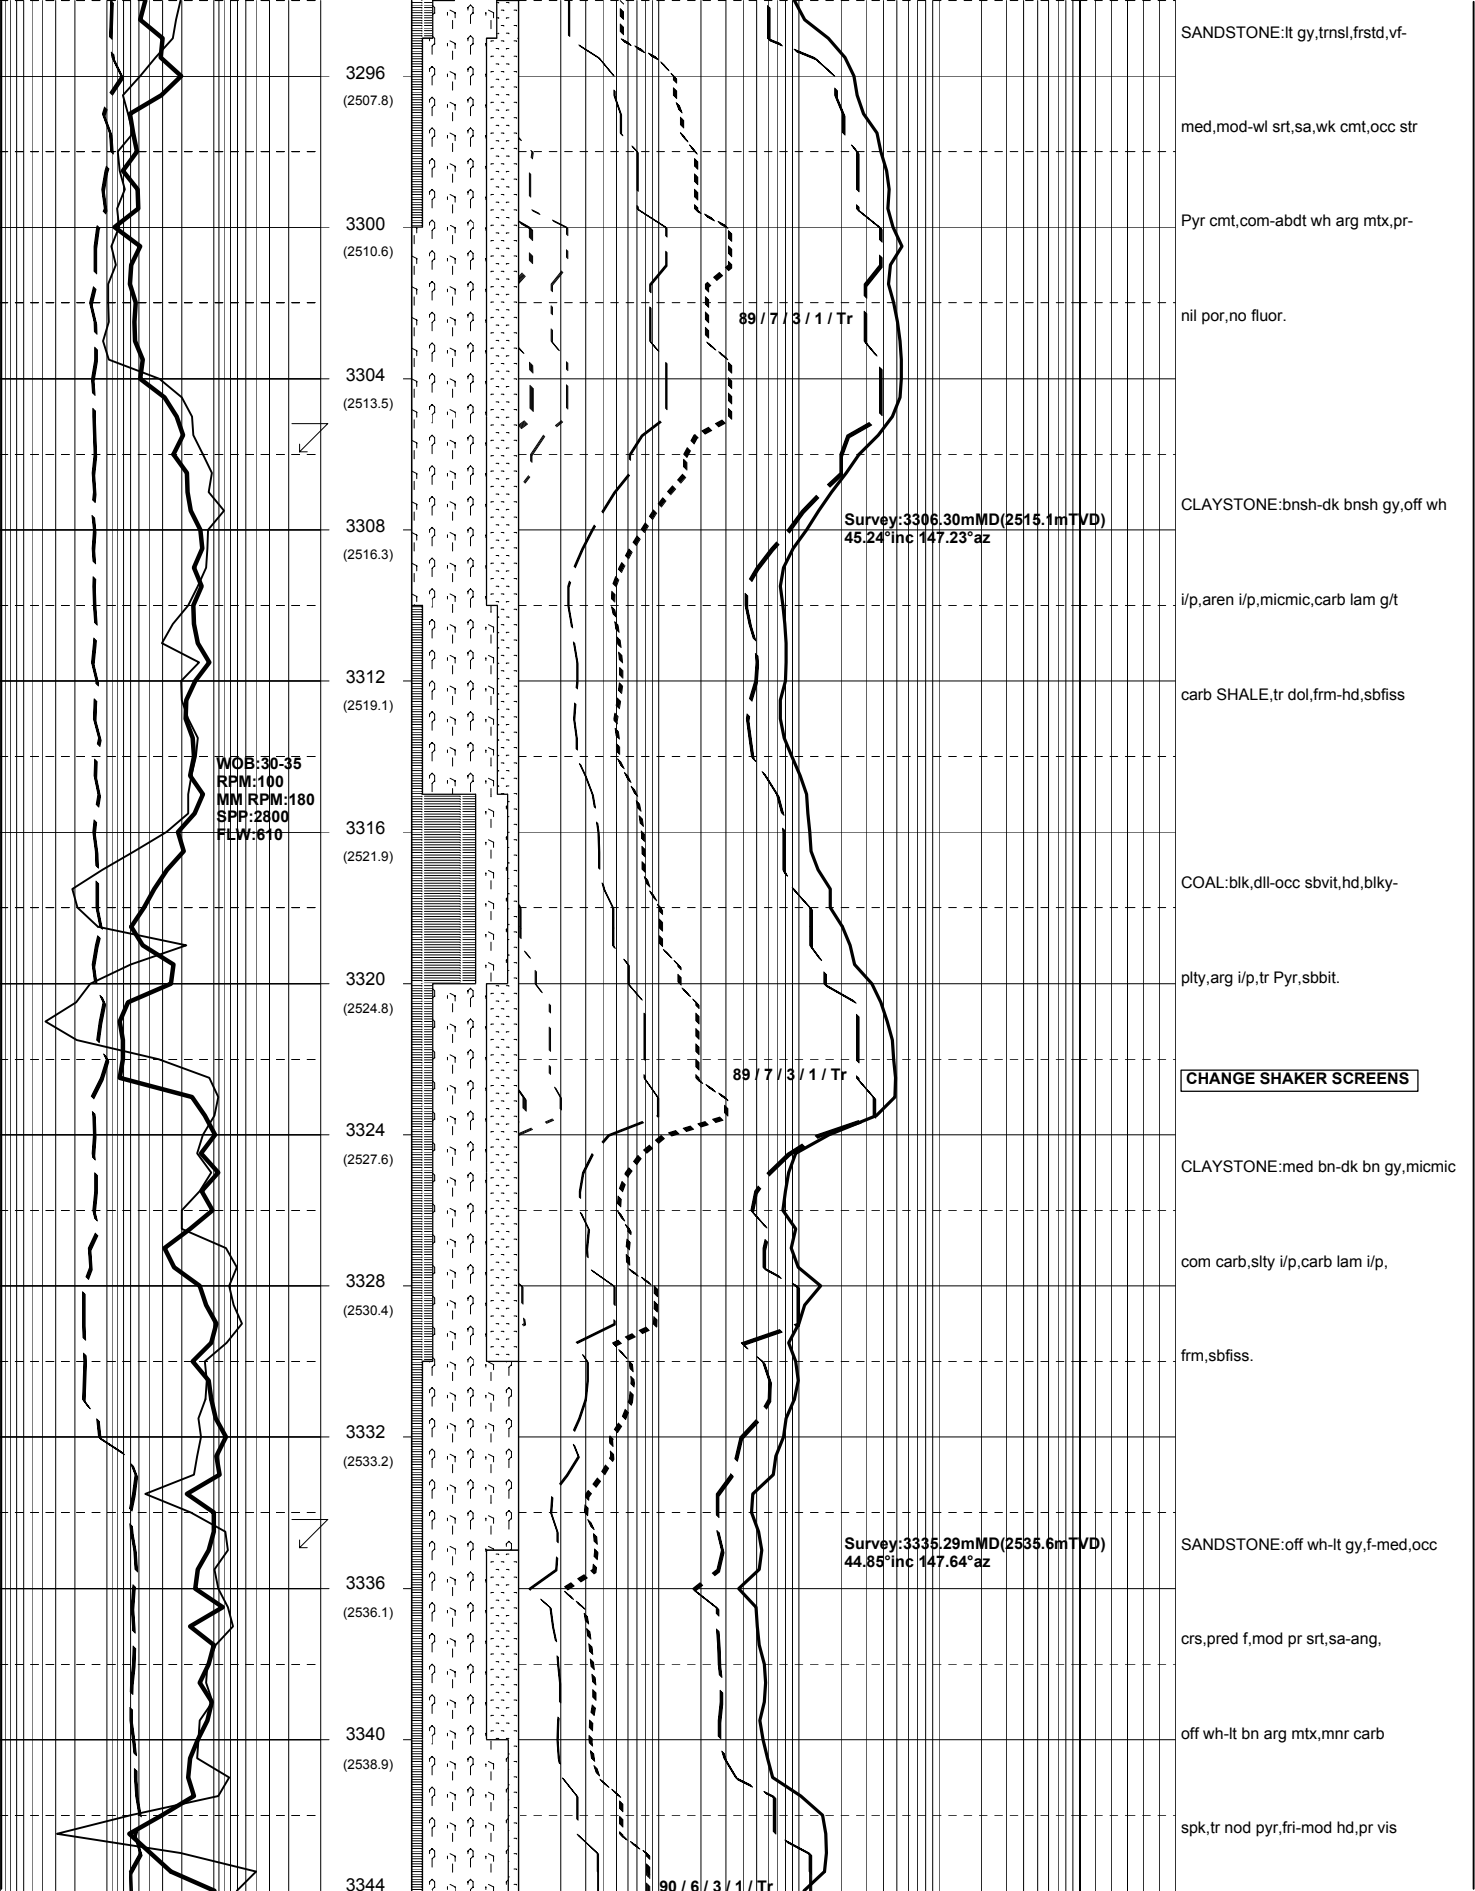 SANDSTONE:lt gy,trnsl,frstd,vf-
3296
(2507.8)
med,mod-wl srt,sa,wk cmt,occ str
3300
(2510.6)
Pyr cmt,com-abdt wh arg mtx,pr-
89 / 7 / 3 / 1 / Tr
nil por,no fluor.
3304
(2513.5)
CLAYSTONE:bnsh-dk bnsh gy,off wh
3308
(2516.3)
Survey:3306.30mMD(2515.1mTVD)
45.24°inc 147.23°az
i/p,aren i/p,micmic,carb lam g/t
3312
(2519.1)
carb SHALE,tr dol,frm-hd,sbfiss
WOB:30-35
RPM:100
MM RPM:180
SPP:2800
FLW:610
3316
(2521.9)
COAL:blk,dll-occ sbvit,hd,blky-
3320
(2524.8)
plty,arg i/p,tr Pyr,sbbit.
89 / 7 / 3 / 1 / Tr
CHANGE SHAKER SCREENS
3324
(2527.6)
CLAYSTONE:med bn-dk bn gy,micmic
3328
(2530.4)
com carb,slty i/p,carb lam i/p,
frm,sbfiss.
3332
(2533.2)
Survey:3335.29mMD(2535.6mTVD)
44.85°inc 147.64°az
SANDSTONE:off wh-lt gy,f-med,occ
3336
(2536.1)
crs,pred f,mod pr srt,sa-ang,
3340
(2538.9)
off wh-lt bn arg mtx,mnr carb
spk,tr nod pyr,fri-mod hd,pr vis
3344
90 / 6 / 3 / 1 / Tr